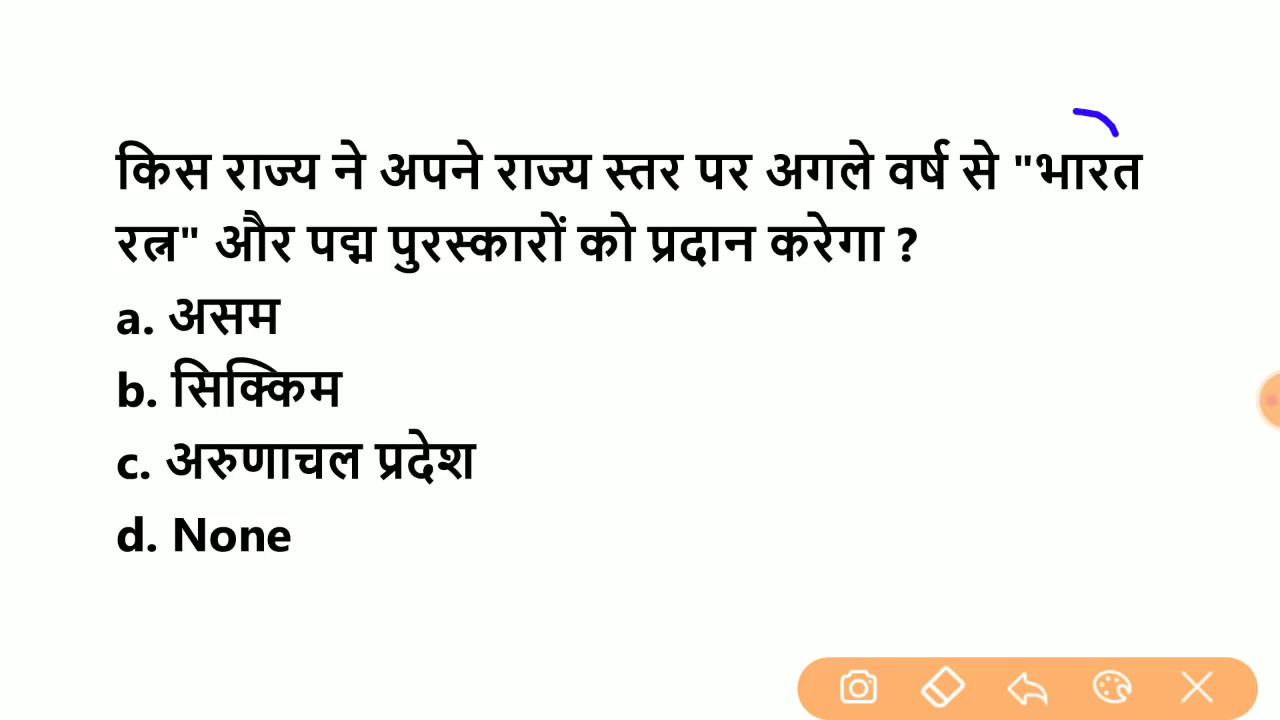 किस राज्य ने अपने राज्य स्तर पर अगले वर्ष से "भारत
रत्न" और पद्म पुरस्कारों को प्रदान करेगा ?
a. असम
b. सिक्किम
c. अरुणाचल प्रदेश
d. None